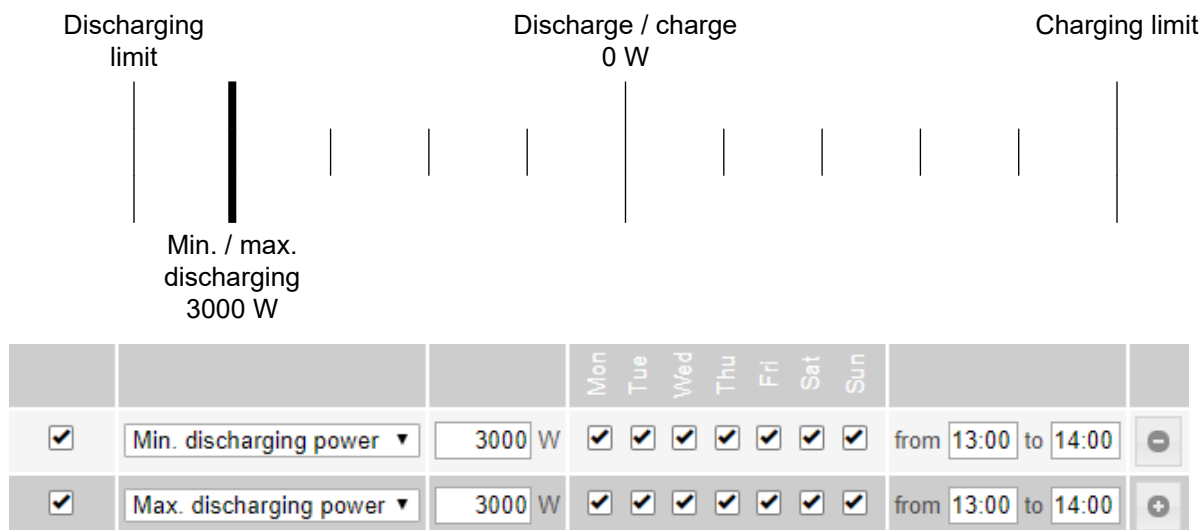 Discharging limit
Discharge / charge 0 W
Charging limit
Min. / max.
discharging
3000 W
Mon Tue Wed Thu Fri Sat Sun
Min. discharging power ▼ 3000 W from 13:00 to 14:00
Max. discharging power ▼ 3000 W from 13:00 to 14:00